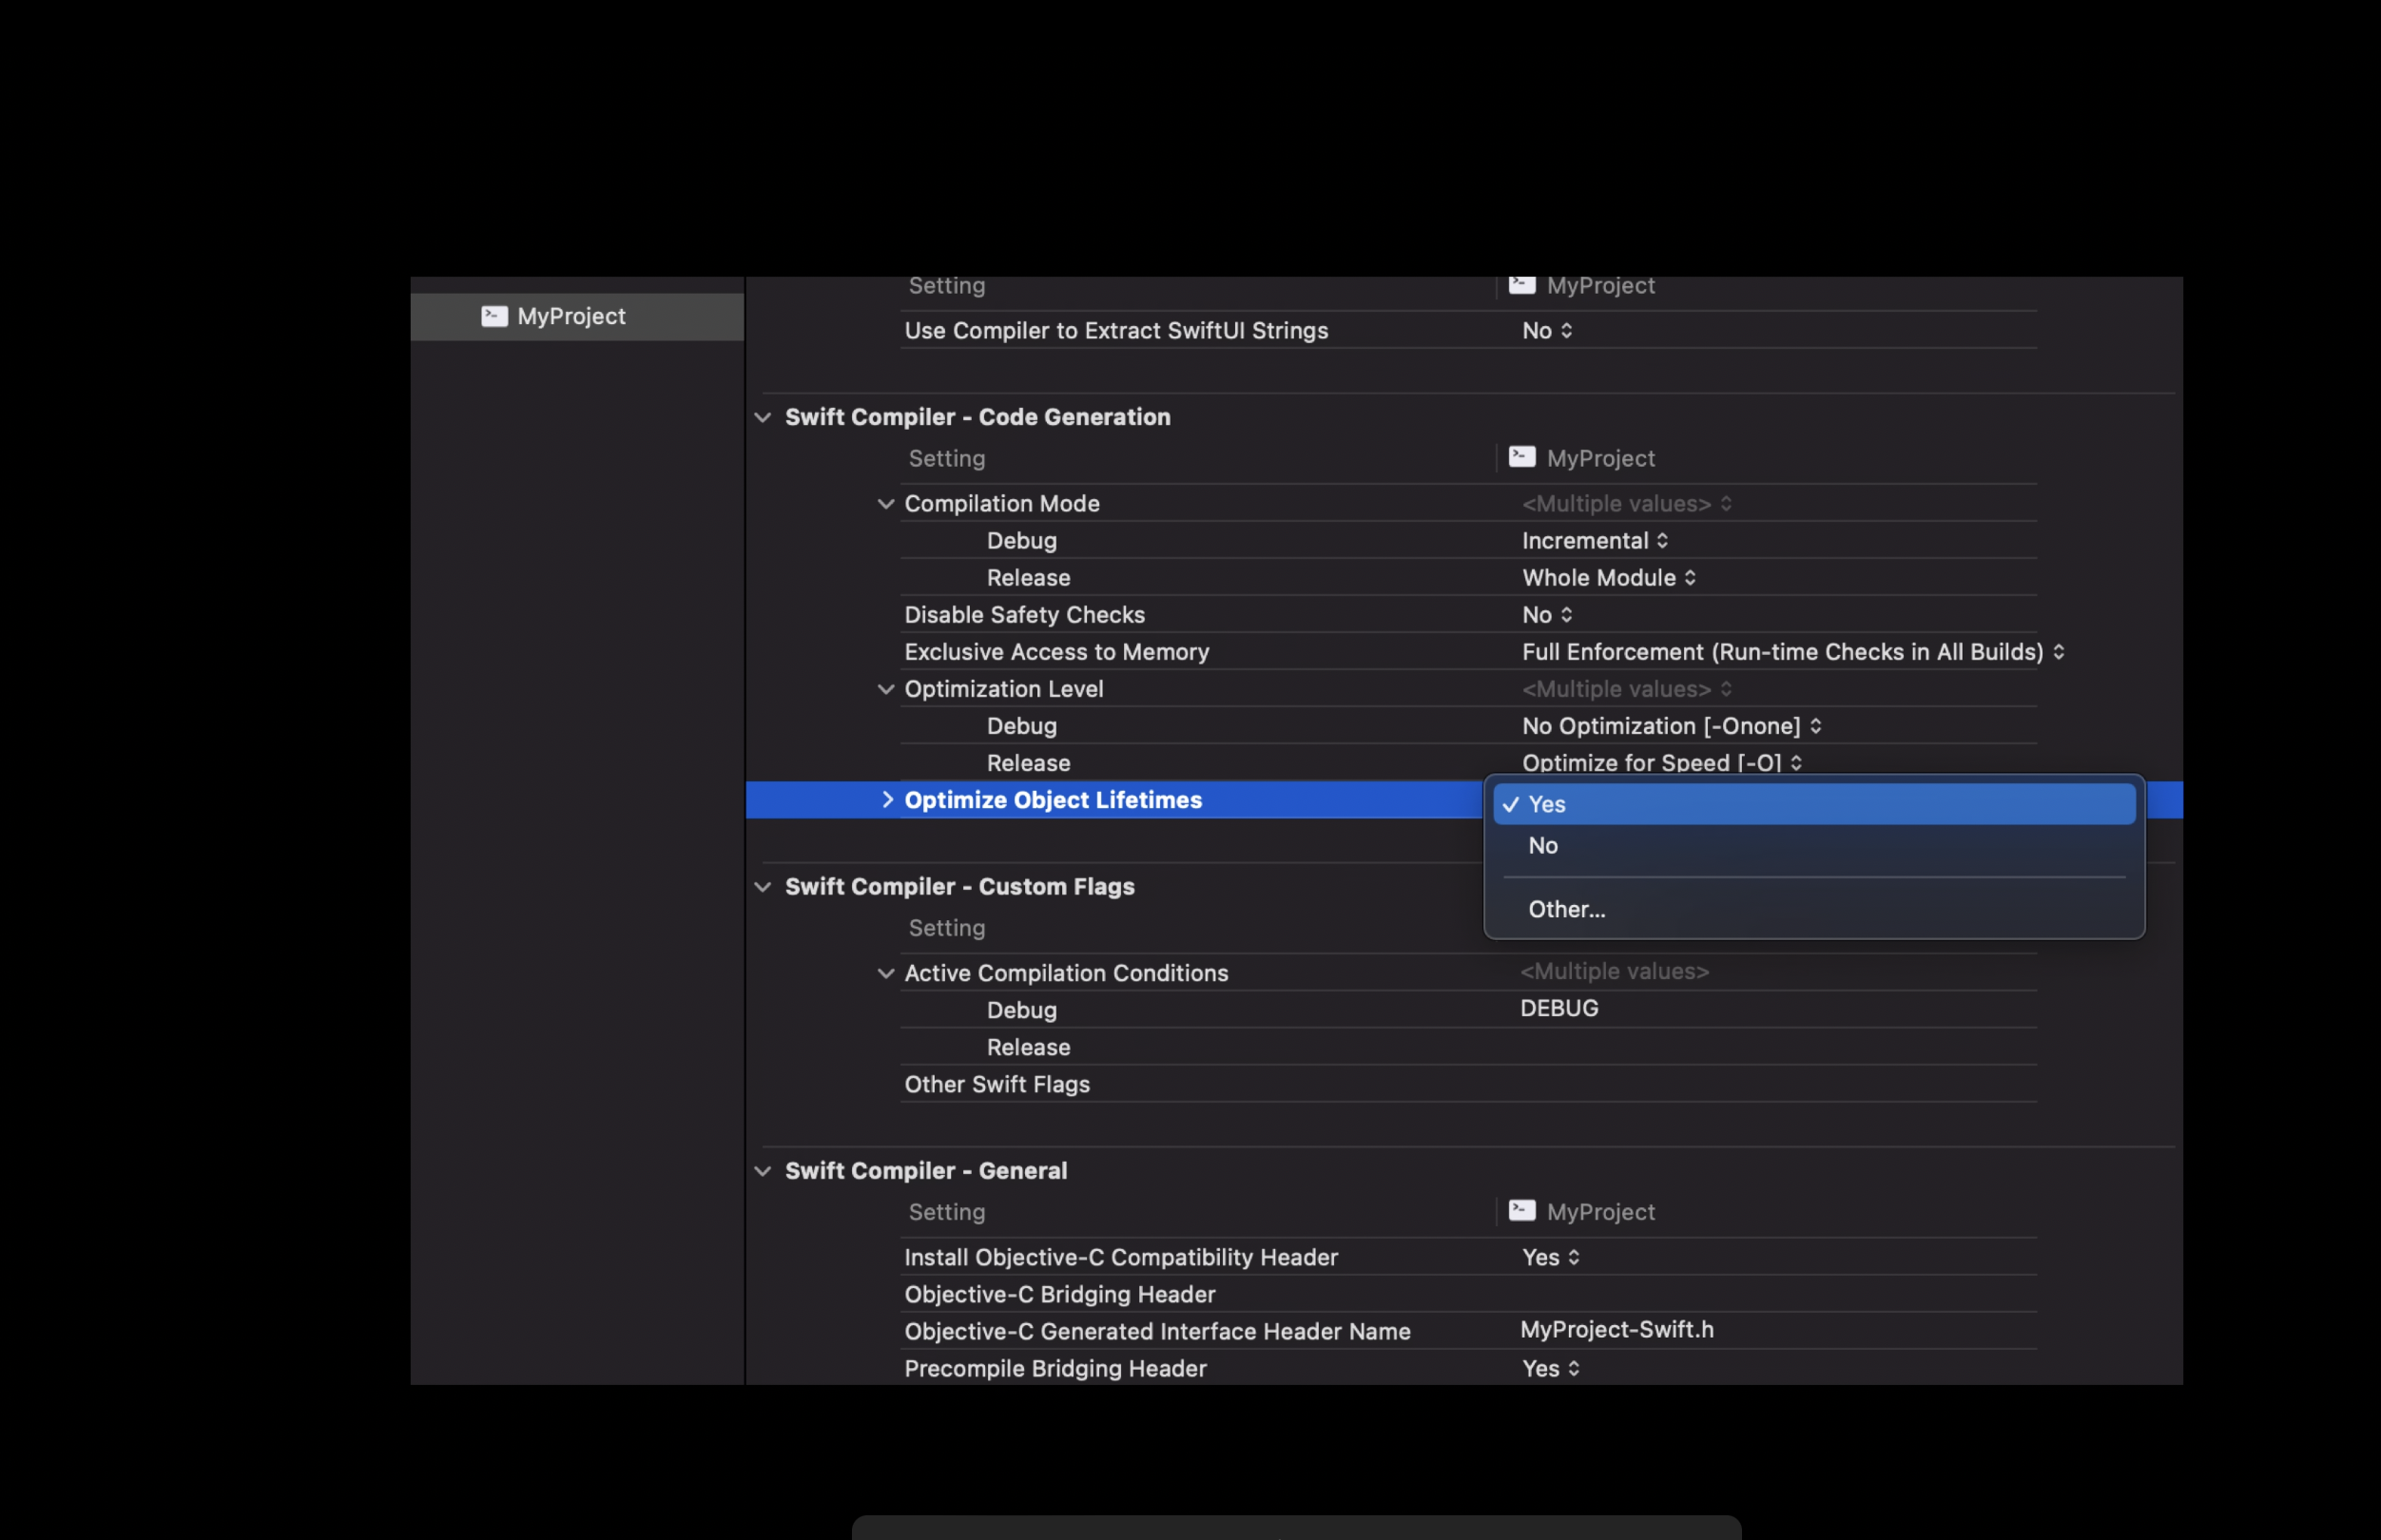 MyProject
Setting MyProject
Use Compiler to Extract SwiftUI Strings No
Swift Compiler - Code Generation
Setting MyProject
Compilation Mode <Multiple values>
Debug Incremental
Release Whole Module
Disable Safety Checks No
Exclusive Access to Memory Full Enforcement (Run-time Checks in All Builds)
Optimization Level <Multiple values>
Debug No Optimization [-Onone]
Release Optimize for Speed [-O]
Optimize Object Lifetimes Yes
No
Swift Compiler - Custom Flags
Other...
Setting
Active Compilation Conditions <Multiple values>
Debug DEBUG
Release
Other Swift Flags
Swift Compiler - General
Setting MyProject
Install Objective-C Compatibility Header Yes
Objective-C Bridging Header
Objective-C Generated Interface Header Name MyProject-Swift.h
Precompile Bridging Header Yes